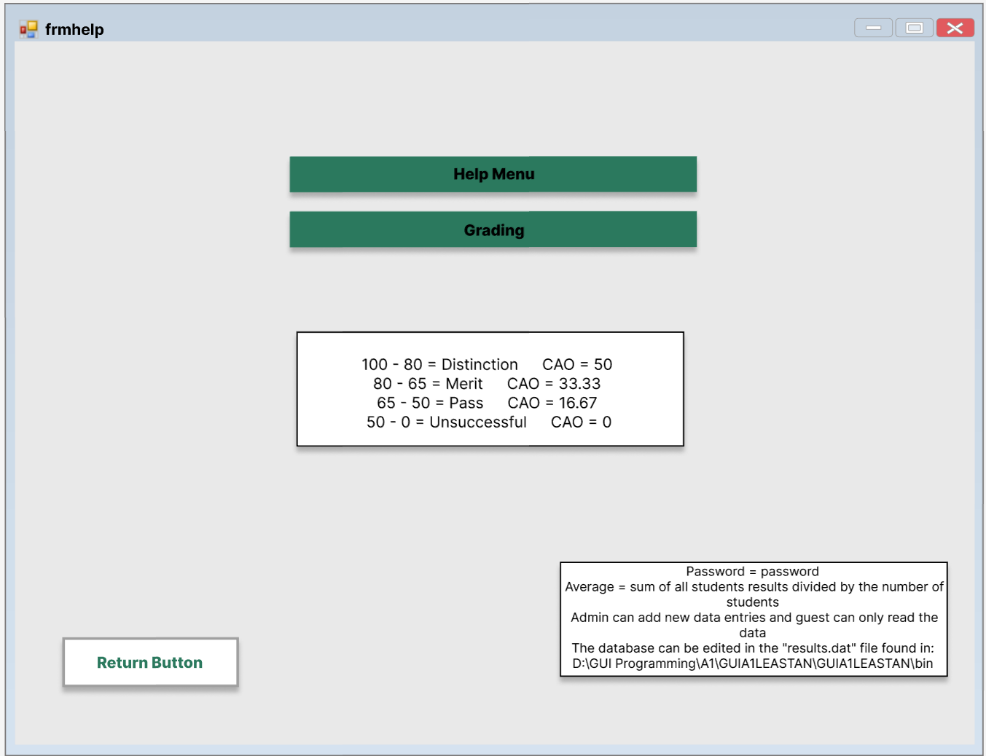 frmhelp
Help Menu
Grading
100 - 80 = Distinction CAO = 50
80 - 65 = Merit CAO = 33.33
65 - 50 = Pass CAO = 16.67
50 - 0 = Unsuccessful CAO = 0
Password = password
Average = sum of all students results divided by the number of
students
Admin can add new data entries and guest can only read the
data
The database can be edited in the "results.dat" file found in:
D:\GUI Programming\A1\GUIA1LEASTAN\GUIA1LEASTAN\bin
Return Button